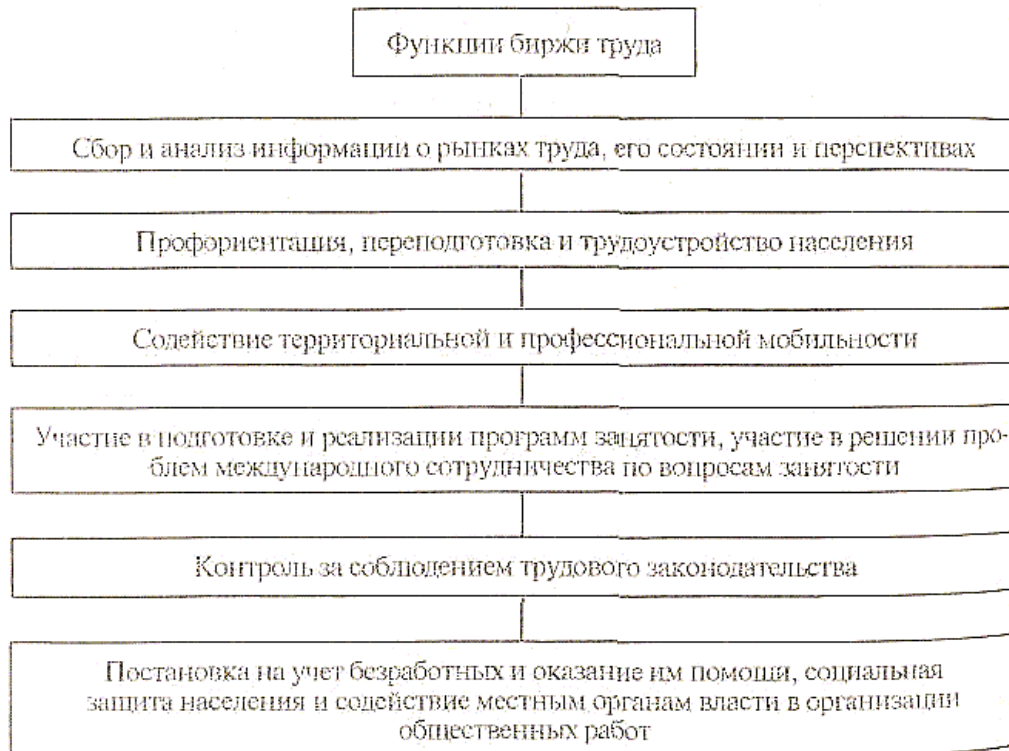 Функции биржи труда
Сбор и анализ информации о рынках труда, его состоянии и перспективах
Профориентация, переподготовка и трудоустройство населения
Содействие территориальной и профессиональной мобильности
Участие в подготовке и реализации программ занятости, участие в решении про-
блем международного сотрудничества по вопросам занятости
Контроль за соблюдением трудового законодательства
Постановка на учет безработных и оказание им помощи, социальная
защита населения и содействие местным органам власти в организации
общественных работ